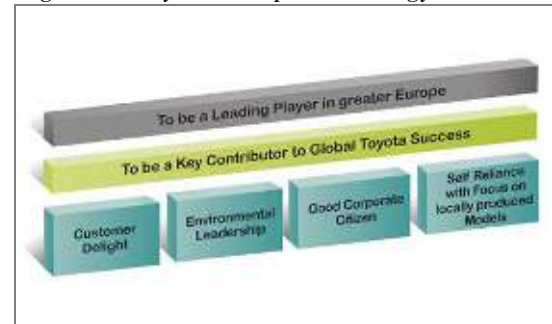 To be a Leading Player in greater Europe
To be a Key Contributor to Global Toyota Success
Customer
Delight
Environmental
Leadership
Good Corporate
Citizen
Self Reliance
with Focus on
locally produced
Models